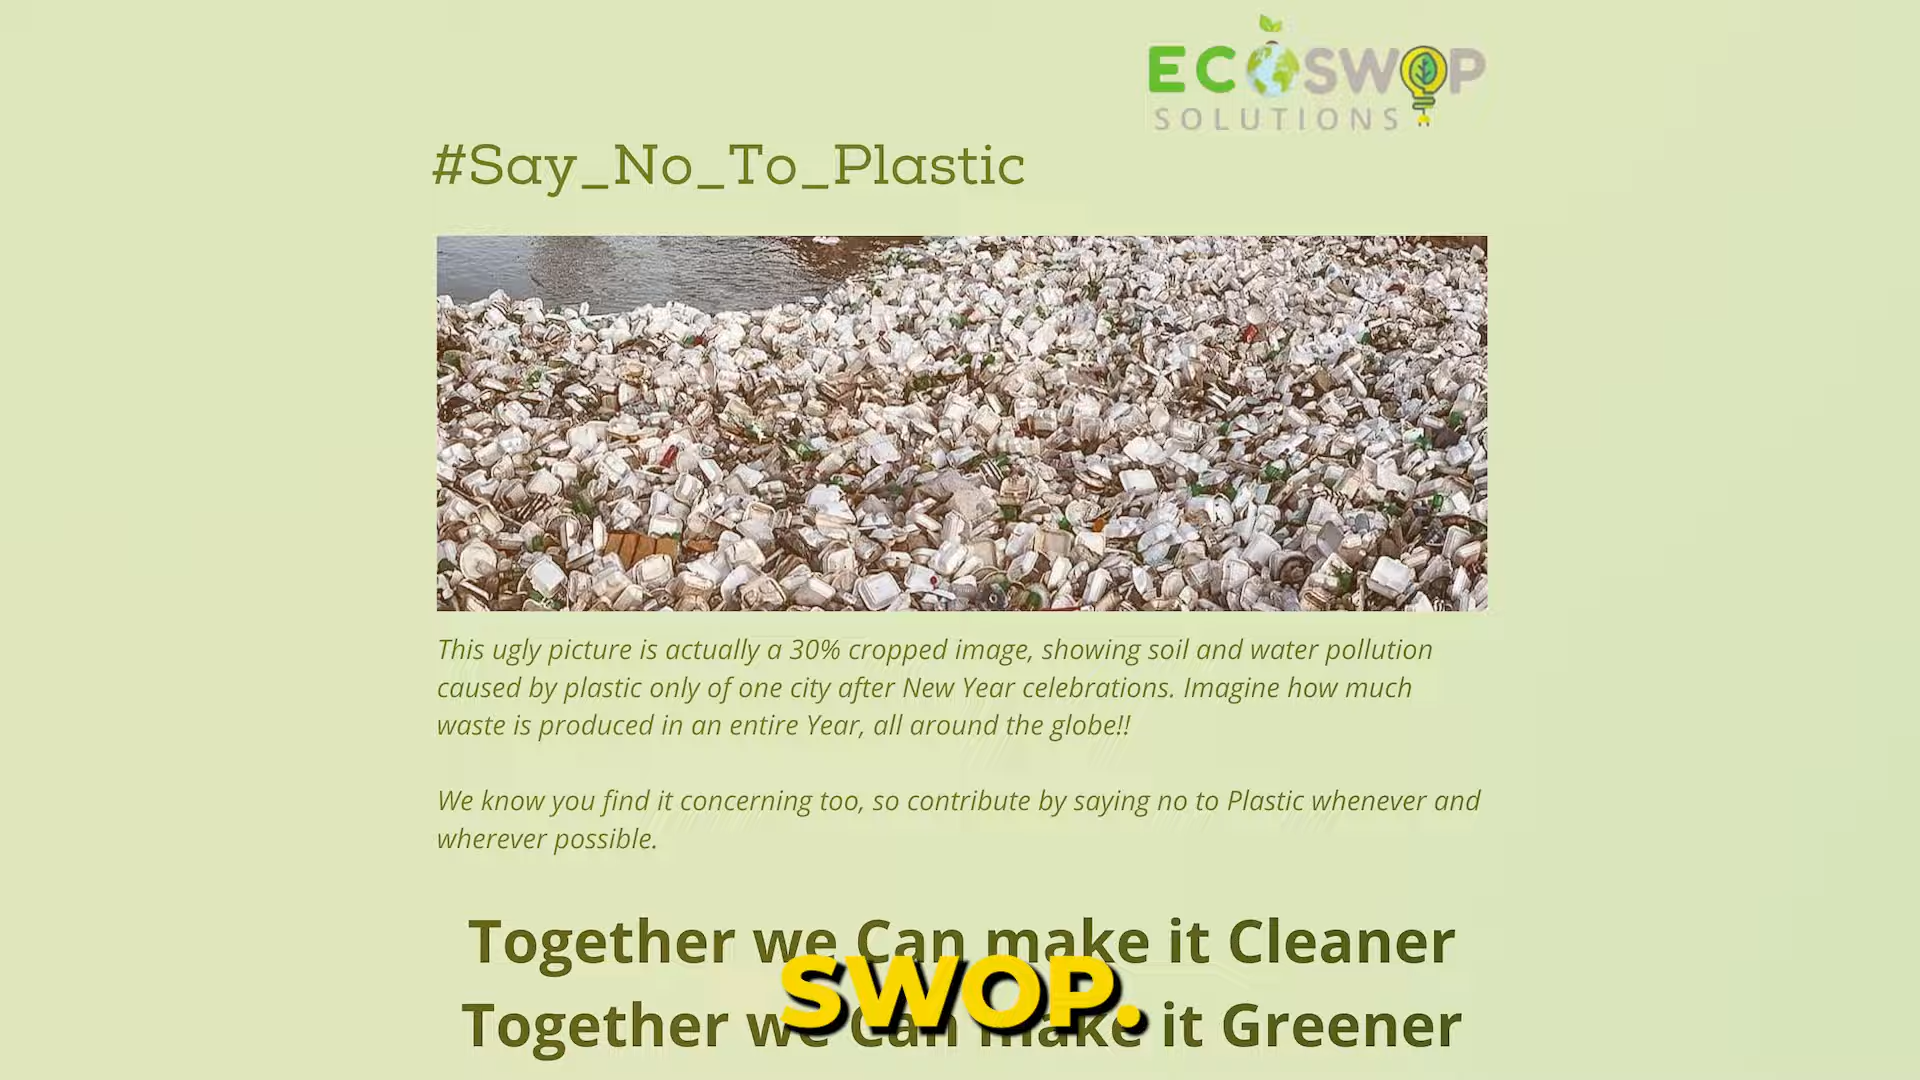 ECOSWOP
SOLUTIONS
#Say_No_To_Plastic
This ugly picture is actually a 30% cropped image, showing soil and water pollution
caused by plastic only of one city after New Year celebrations. Imagine how much
waste is produced in an entire Year, all around the globe!!
We know you find it concerning too, so contribute by saying no to Plastic whenever and
wherever possible.
Together we Can make it Cleaner
SWOP.
Together we Can make it Greener